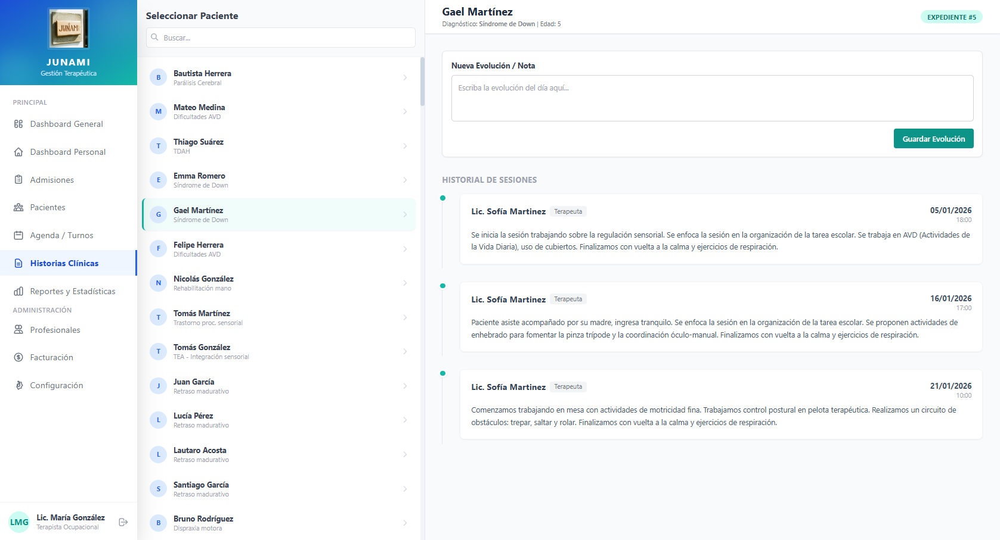 JUNAMI
JUNAMI
Gestión Terapéutica
PRINCIPAL
Dashboard General
Dashboard Personal
Admisiones
Pacientes
Agenda / Turnos
Historias Clínicas
Reportes y Estadísticas
ADMINISTRACIÓN
Profesionales
Facturación
Configuración
LMG
Lic. María González
Terapista Ocupacional
Seleccionar Paciente
Buscar...
B
Bautista Herrera
Parálisis Cerebral
M
Mateo Medina
Dificultades AVD
T
Thiago Suárez
TDAH
E
Emma Romero
Síndrome de Down
G
Gael Martínez
Síndrome de Down
F
Felipe Herrera
Dificultades AVD
N
Nicolás González
Rehabilitación mano
T
Tomás Martínez
Trastorno proc. sensorial
T
Tomás González
TEA - Integración sensorial
J
Juan García
Retraso madurativo
L
Lucía Pérez
Retraso madurativo
L
Lautaro Acosta
Retraso madurativo
S
Santiago García
Retraso madurativo
B
Bruno Rodríguez
Dispraxia motora
Gael Martínez
Diagnóstico: Síndrome de Down | Edad: 5
EXPEDIENTE #5
Nueva Evolución / Nota
Escriba la evolución del día aquí...
Guardar Evolución
HISTORIAL DE SESIONES
Lic. Sofía Martinez Terapeuta
05/01/2026
18:00
Se inicia la sesión trabajando sobre la regulación sensorial. Se enfoca la sesión en la organización de la tarea escolar. Se trabaja en AVD (Actividades de
la Vida Diaria), uso de cubiertos. Finalizamos con vuelta a la calma y ejercicios de respiración.
Lic. Sofía Martinez Terapeuta
16/01/2026
17:00
Paciente asiste acompañado por su madre, ingresa tranquilo. Se enfoca la sesión en la organización de la tarea escolar. Se proponen actividades de
enhebrado para fomentar la pinza trípode y la coordinación óculo-manual. Finalizamos con vuelta a la calma y ejercicios de respiración.
Lic. Sofía Martinez Terapeuta
21/01/2026
10:00
Comenzamos trabajando en mesa con actividades de motricidad fina. Trabajamos control postural en pelota terapéutica. Realizamos un circuito de
obstáculos: trepar, saltar y rolar. Finalizamos con vuelta a la calma y ejercicios de respiración.